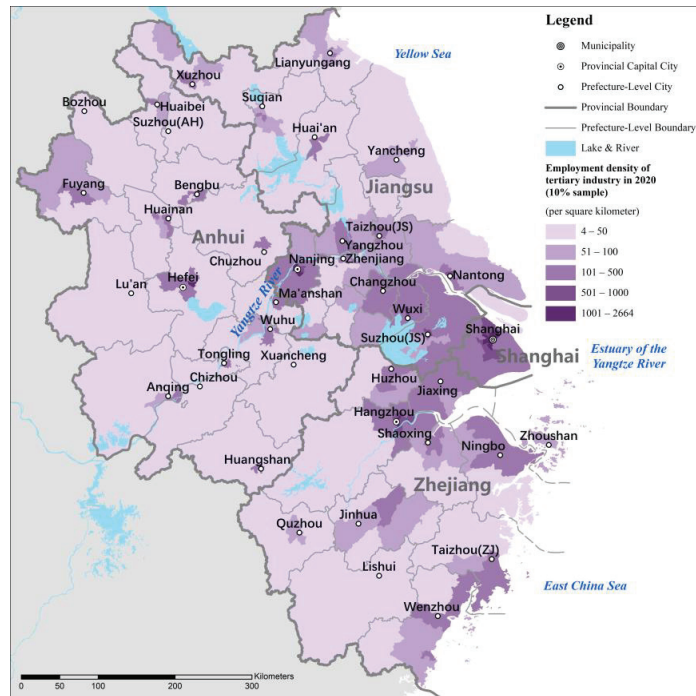 Legend
Municipality
Provincial Capital City
Prefecture-Level City
Provincial Boundary
Prefecture-Level Boundary
Lake & River
Employment density of
tertiary industry in 2020
(10% sample)
(per square kilometer)
4 – 50
51 – 100
101 – 500
501 – 1000
1001 – 2664
Yellow Sea
Lianyungang
Xuzhou
Suqian
Bozhou
Huaibei
Suzhou(AH)
Huai'an
Yancheng
Jiangsu
Fuyang
Bengbu
Huainan
Taizhou(JS)
Anhui
Yangzhou
Chuzhou
Nanjing
Zhenjiang
Nantong
Hefei
Changzhou
Lu'an
Ma'anshan
Yangtze River
Wuxi
Wuhu
Suzhou(JS)
Shanghai
Shanghai
Estuary of the
Yangtze River
Tongling
Xuancheng
Huzhou
Chizhou
Jiaxing
Anqing
Hangzhou
Shaoxing
Ningbo
Zhoushan
Huangshan
Zhejiang
Quzhou
Jinhua
Taizhou(ZJ)
Lishui
East China Sea
Wenzhou
Kilometers
0 50 100 200 300